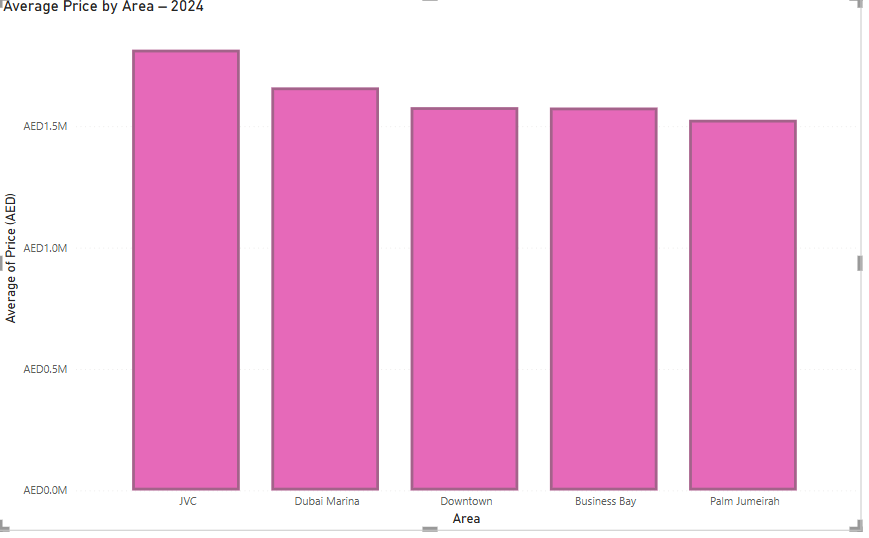 Average Price by Area – 2024
Average of Price (AED)
AED1.5M
AED1.0M
AED0.5M
AED0.0M
JVC Dubai Marina Downtown Business Bay Palm Jumeirah
Area